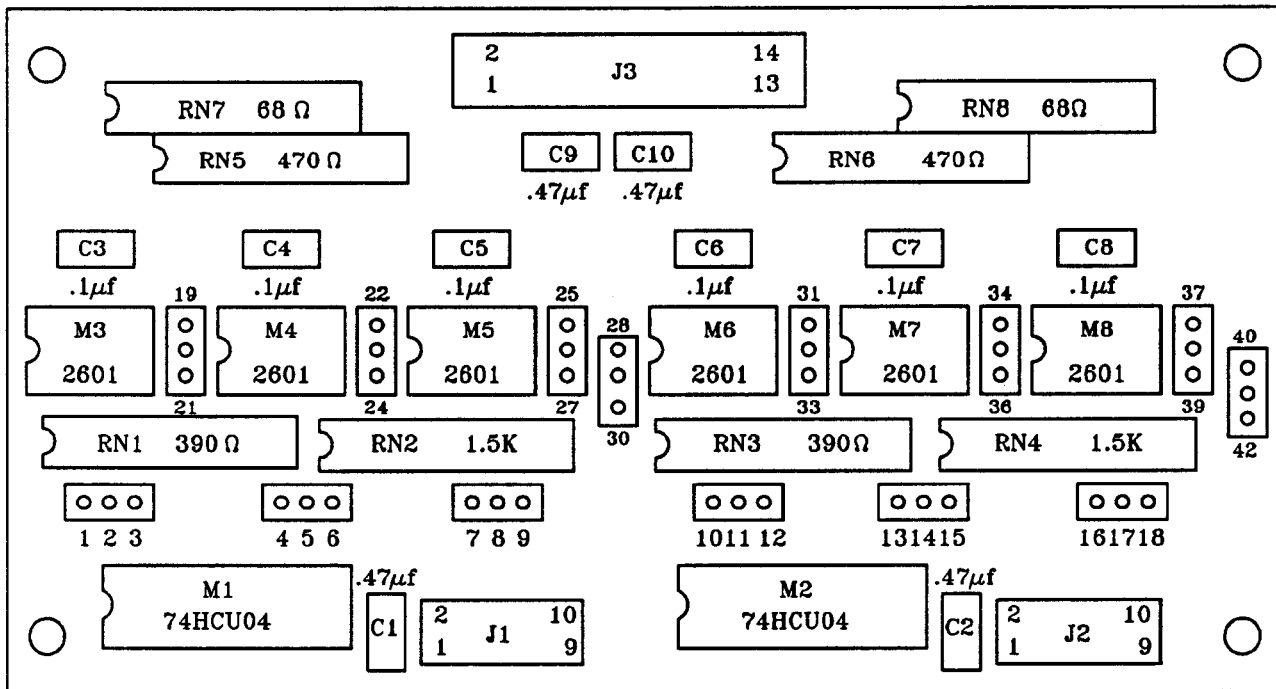 2 14
J3
1 13
RN7 68 Ω
RN8 68Ω
RN5 470 Ω
C9 C10
RN6 470 Ω
.47μf .47μf
C3 C4 C5 C6 C7 C8
.1μf .1μf .1μf .1μf .1μf .1μf
19 22 25 31 34 37
M3 M4 M5 28 M6 M7 M8 40
2601 2601 2601 2601 2601 2601
21 24 27 33 36 39
RN1 390 Ω RN2 1.5K 30 RN3 390Ω RN4 1.5K 42
1 2 3 4 5 6 7 8 9 10 11 12 13 14 15 16 17 18
M1 .47μf M2 .47μf
74HCU04 C1 2 10 74HCU04 C2 2 10
J1 J2
1 9 1 9